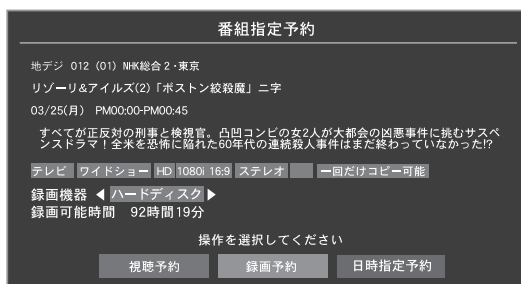 番組指定予約
地デジ 012 (01) NHK総合2・東京
リゾーリ&アイルズ(2)「ボストン絞殺魔」二字
03/25(月) PM00:00-PM00:45
すべてが正反対の刑事と検視官。凸凹コンビの女2人が大都会の凶悪事件に挑むサスペ
ンスドラマ!全米を恐怖に陥れた60年代の連続殺人事件はまだ終わっていなかった!?
テレビ ワイドショー HD 1080i 16:9 ステレオ 一回だけコピー可能
録画機器 ◀ ハードディスク ▶
録画可能時間 92時間19分
操作を選択してください
視聴予約 録画予約 日時指定予約